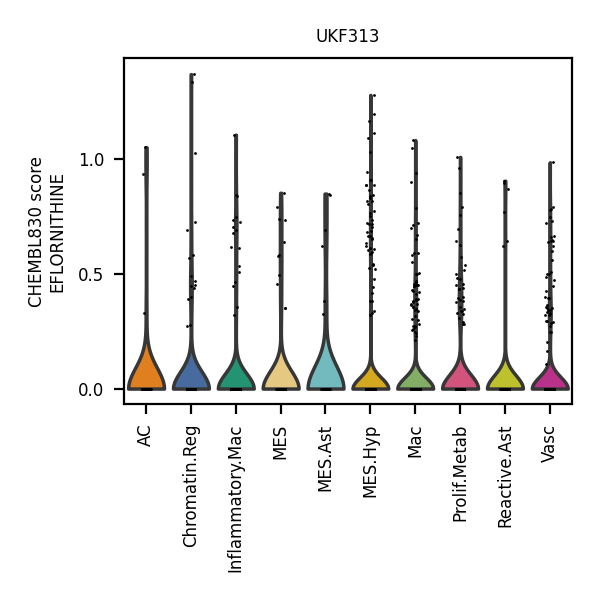 UKF313
CHEMBL830 score
EFLORNITHINE
1.0
0.5
0.0
AC
Chromatin.Reg
Inflammatory.Mac
MES
MES.Ast
MES.Hyp
Mac
Prolif.Metab
Reactive.Ast
Vasc